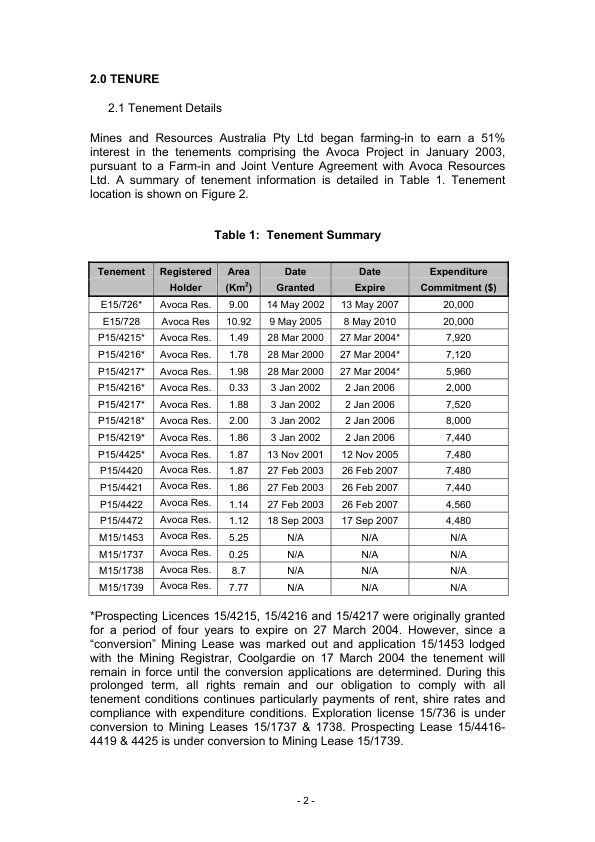 2.0 TENURE
2.1 Tenement Details
Mines and Resources Australia Pty Ltd began farming-in to earn a 51%
interest in the tenements comprising the Avoca Project in January 2003,
pursuant to a Farm-in and Joint Venture Agreement with Avoca Resources
Ltd. A summary of tenement information is detailed in Table 1. Tenement
location is shown on Figure 2.
Table 1: Tenement Summary
Tenement Registered Holder Area (Km²) Date Granted Date Expire Expenditure Commitment ($)
E15/726* Avoca Res. 9.00 14 May 2002 13 May 2007 20,000
E15/728 Avoca Res 10.92 9 May 2005 8 May 2010 20,000
P15/4215* Avoca Res. 1.49 28 Mar 2000 27 Mar 2004* 7,920
P15/4216* Avoca Res. 1.78 28 Mar 2000 27 Mar 2004* 7,120
P15/4217* Avoca Res. 1.98 28 Mar 2000 27 Mar 2004* 5,960
P15/4216* Avoca Res. 0.33 3 Jan 2002 2 Jan 2006 2,000
P15/4217* Avoca Res. 1.88 3 Jan 2002 2 Jan 2006 7,520
P15/4218* Avoca Res. 2.00 3 Jan 2002 2 Jan 2006 8,000
P15/4219* Avoca Res. 1.86 3 Jan 2002 2 Jan 2006 7,440
P15/4425* Avoca Res. 1.87 13 Nov 2001 12 Nov 2005 7,480
P15/4420 Avoca Res. 1.87 27 Feb 2003 26 Feb 2007 7,480
P15/4421 Avoca Res. 1.86 27 Feb 2003 26 Feb 2007 7,440
P15/4422 Avoca Res. 1.14 27 Feb 2003 26 Feb 2007 4,560
P15/4472 Avoca Res. 1.12 18 Sep 2003 17 Sep 2007 4,480
M15/1453 Avoca Res. 5.25 N/A N/A N/A
M15/1737 Avoca Res. 0.25 N/A N/A N/A
M15/1738 Avoca Res. 8.7 N/A N/A N/A
M15/1739 Avoca Res. 7.77 N/A N/A N/A
*Prospecting Licences 15/4215, 15/4216 and 15/4217 were originally granted
for a period of four years to expire on 27 March 2004. However, since a
“conversion” Mining Lease was marked out and application 15/1453 lodged
with the Mining Registrar, Coolgardie on 17 March 2004 the tenement will
remain in force until the conversion applications are determined. During this
prolonged term, all rights remain and our obligation to comply with all
tenement conditions continues particularly payments of rent, shire rates and
compliance with expenditure conditions. Exploration license 15/736 is under
conversion to Mining Leases 15/1737 & 1738. Prospecting Lease 15/4416-
4419 & 4425 is under conversion to Mining Lease 15/1739.
- 2 -